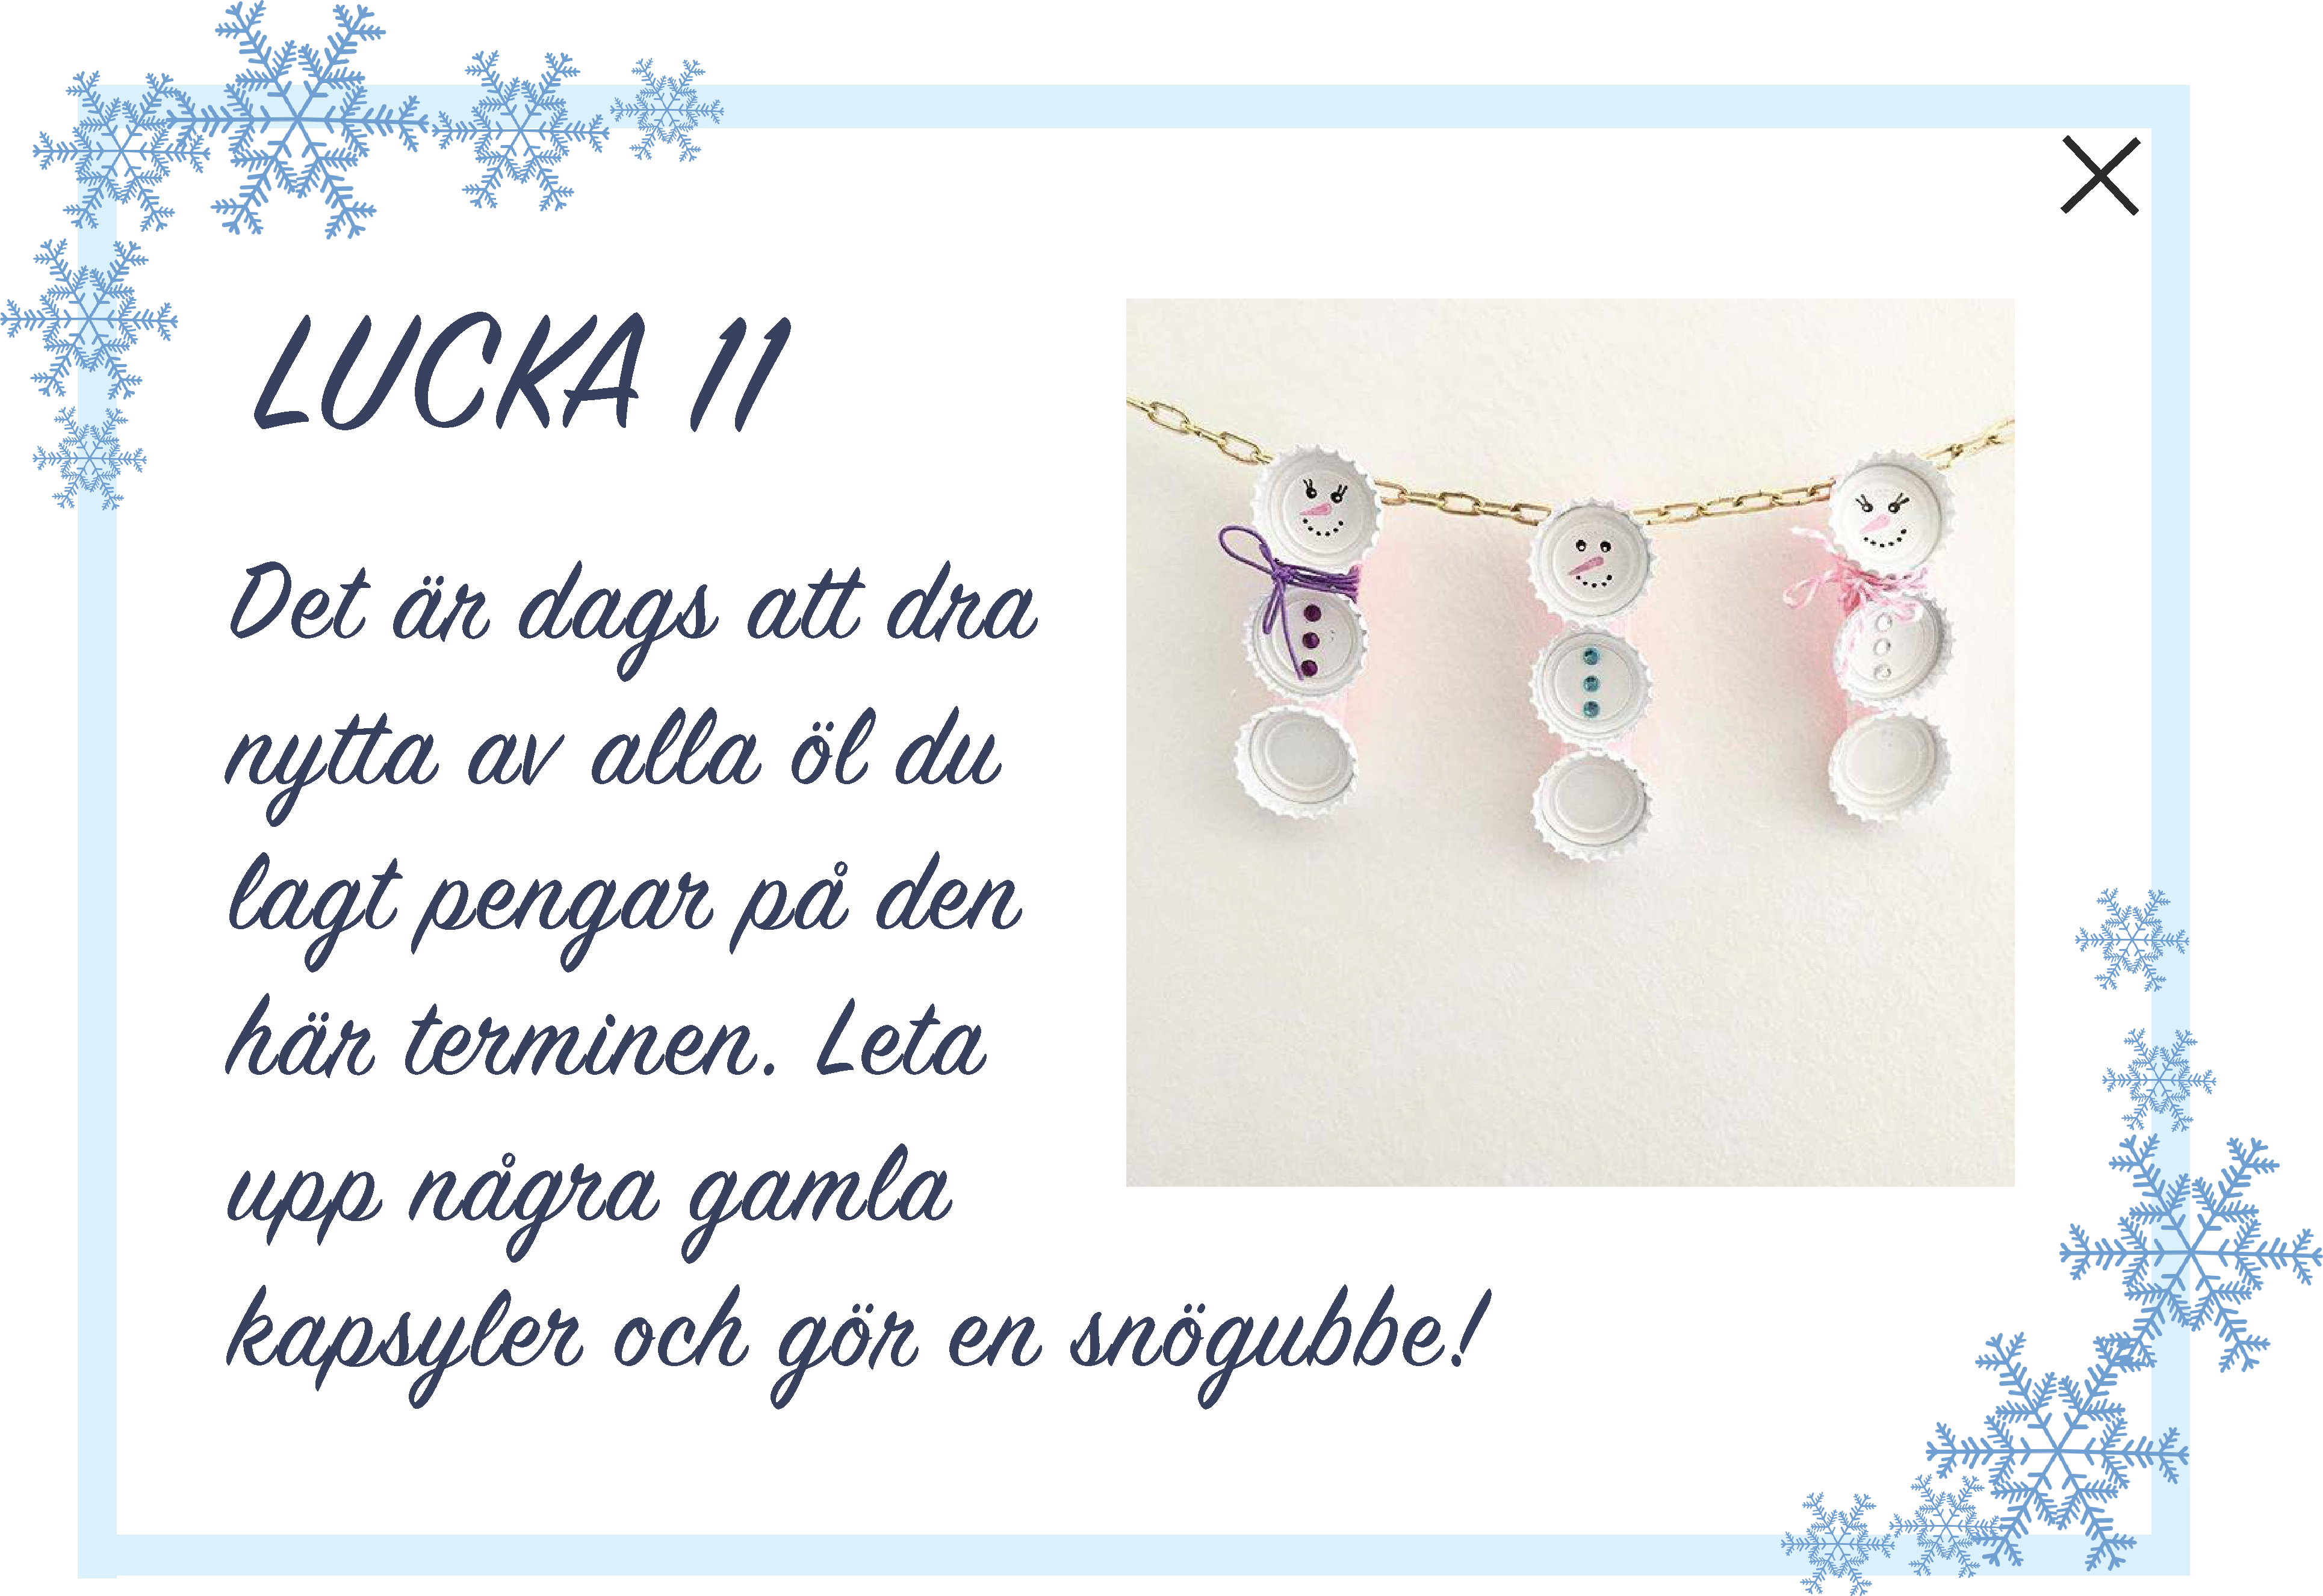 LUCKA 11
Det är dags att dra
nytta av alla öl du
lagt pengar på den
här terminen. Leta
upp några gamla
kapsyler och gör en snögubbe!